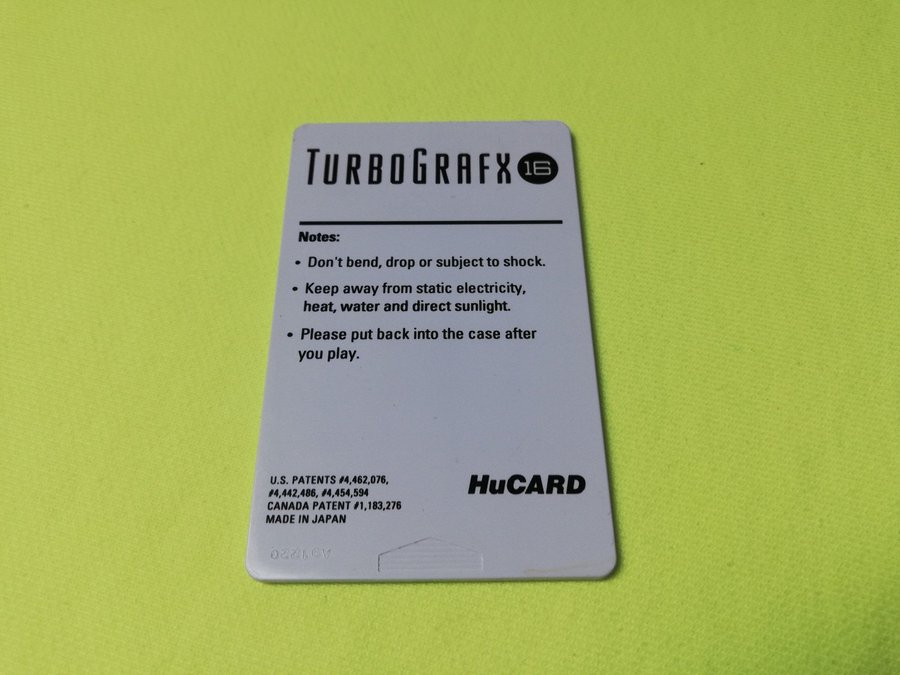 TURBOGRAFX 16
Notes:
• Don't bend, drop or subject to shock.
• Keep away from static electricity,
heat, water and direct sunlight.
• Please put back into the case after
you play.
U.S. PATENTS #4,462,076,
#4,442,486, #4,454,594
CANADA PATENT #1,183,276
MADE IN JAPAN
HuCARD